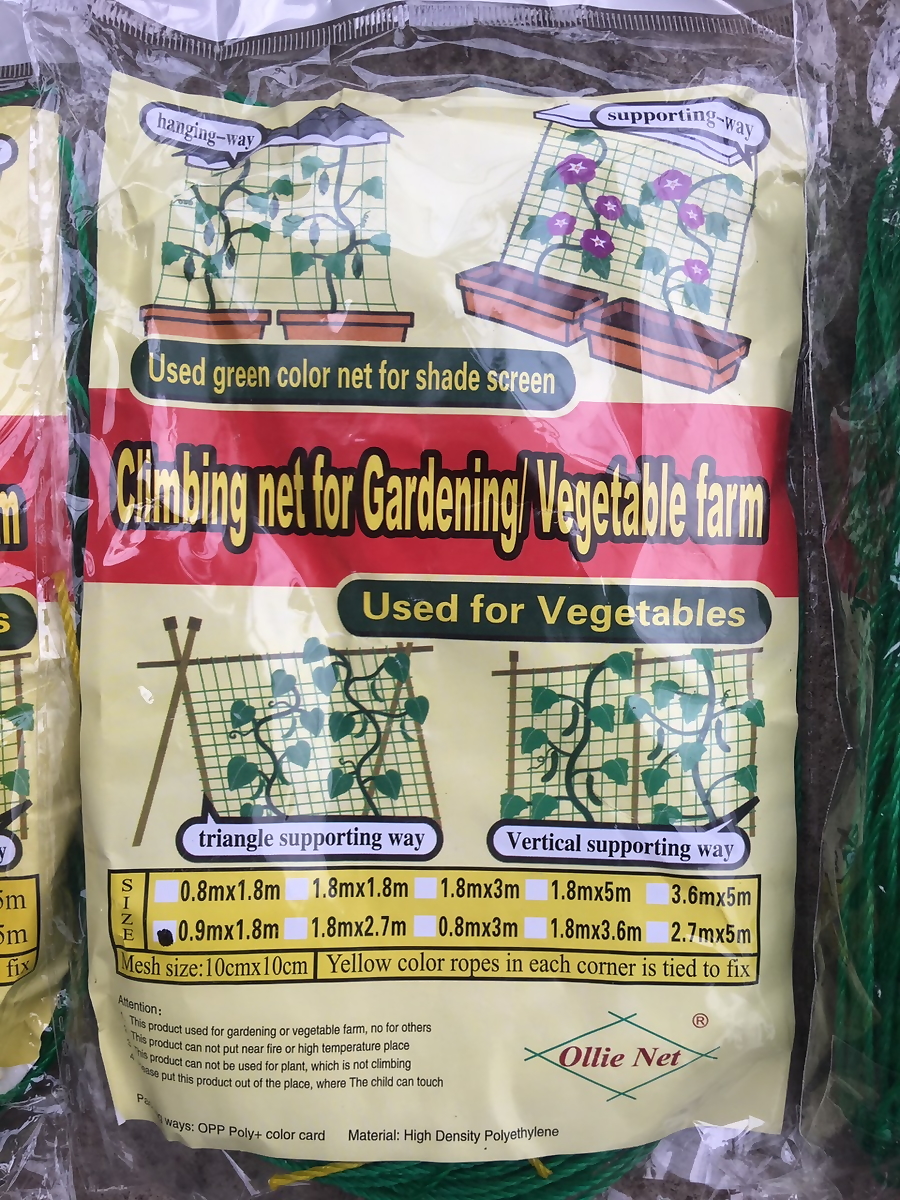 hanging-way
supporting-way
Used green color net for shade screen
Climbing net for Gardening/ Vegetable farm
Used for Vegetables
triangle supporting way
Vertical supporting way
SIZE
0.8mx1.8m 1.8mx1.8m 1.8mx3m 1.8mx5m 3.6mx5m
0.9mx1.8m 1.8mx2.7m 0.8mx3m 1.8mx3.6m 2.7mx5m
Mesh size:10cmx10cm Yellow color ropes in each corner is tied to fix
Attention:
This product used for gardening or vegetable farm, no for others
This product can not put near fire or high temperature place
This product can not be used for plant, which is not climbing
put this product out of the place, where The child can touch
ways: OPP Poly+ color card Material: High Density Polyethylene
Ollie Net ®
m
s
y
5m
5m
fix